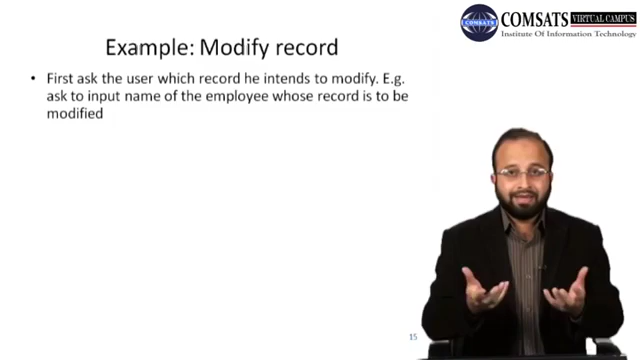 COMSATS VIRTUAL CAMPUS
Institute Of Information Technology
COMSATS
Example: Modify record
• First ask the user which record he intends to modify. E.g.
ask to input name of the employee whose record is to be
modified
15